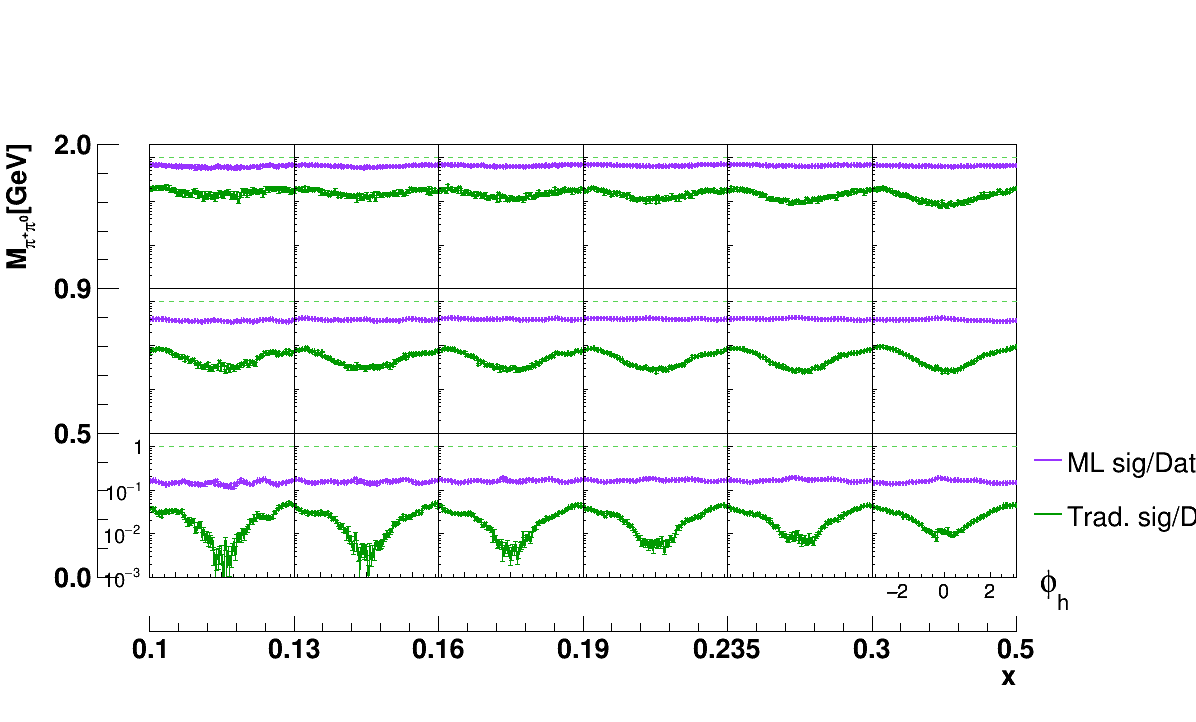 M_{π⁺π⁰}[GeV]
2.0
0.9
0.5
0.0
1
10⁻¹
10⁻²
10⁻³
ML sig/Dat
Trad. sig/D
−2 0 2
ϕ_h
0.1 0.13 0.16 0.19 0.235 0.3 0.5
x